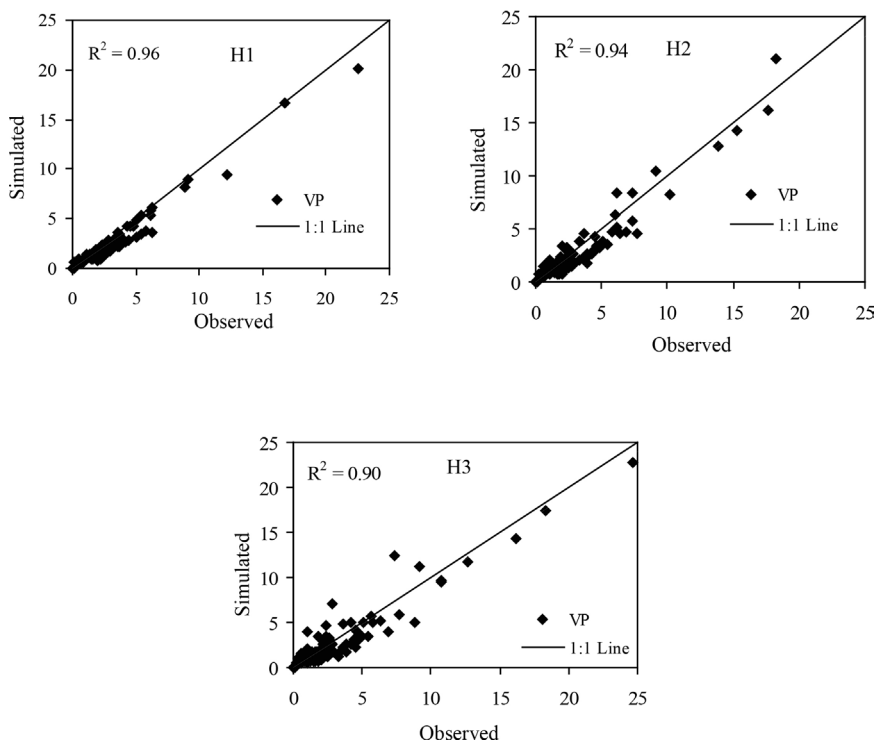 R² = 0.96
H1
25
20
15
10
5
0
Simulated
VP
1:1 Line
0 5 10 15 20 25
Observed
R² = 0.94
H2
25
20
15
10
5
0
Simulated
VP
1:1 Line
0 5 10 15 20 25
Observed
R² = 0.90
H3
25
20
15
10
5
0
Simulated
VP
1:1 Line
0 5 10 15 20 25
Observed